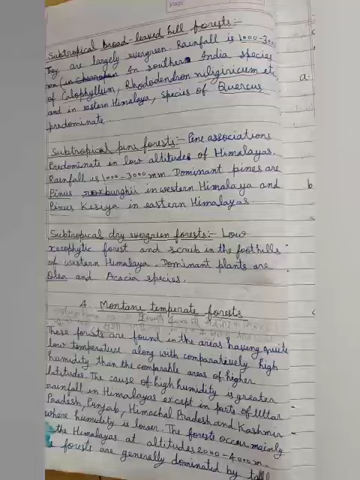 Subtropical broad-leaved hill forests:-
They are largely evergreen. Rainfall is 1000-200
mm In southern India species
of Calophyllum, Rhododendron nilgyricum etc
and in eastern Himalaya, species of Quercus
predominate.
Subtropical pine forests:- Pine associations
Predominate in low altitudes of Himalayas.
Rainfall is 1000-3000 mm. Dominant pines are
Pinus roxburghii in western Himalaya and
Pinus Kesiya in eastern Himalayas
Subtropical dry evergreen forests:- Low
xerophytic forest and scrub in the foothills
of western Himalaya. Dominant plants are
Olea and Acacia species.
4. Montane temperate forests
These forests are found in the areas having quite
low temperature along with comparatively high
humidity than the comparable areas of higher
latitudes. The cause of high humidity is greater
rainfall in Himalayas except in parts of Uttar
Pradesh, Punjab, Himachal Pradesh and Kashmir
where humidity is lower. The forests occur mainly
the Himalayas at altitudes 2000-4000 m.
forests are generally dominated by tall
a
b